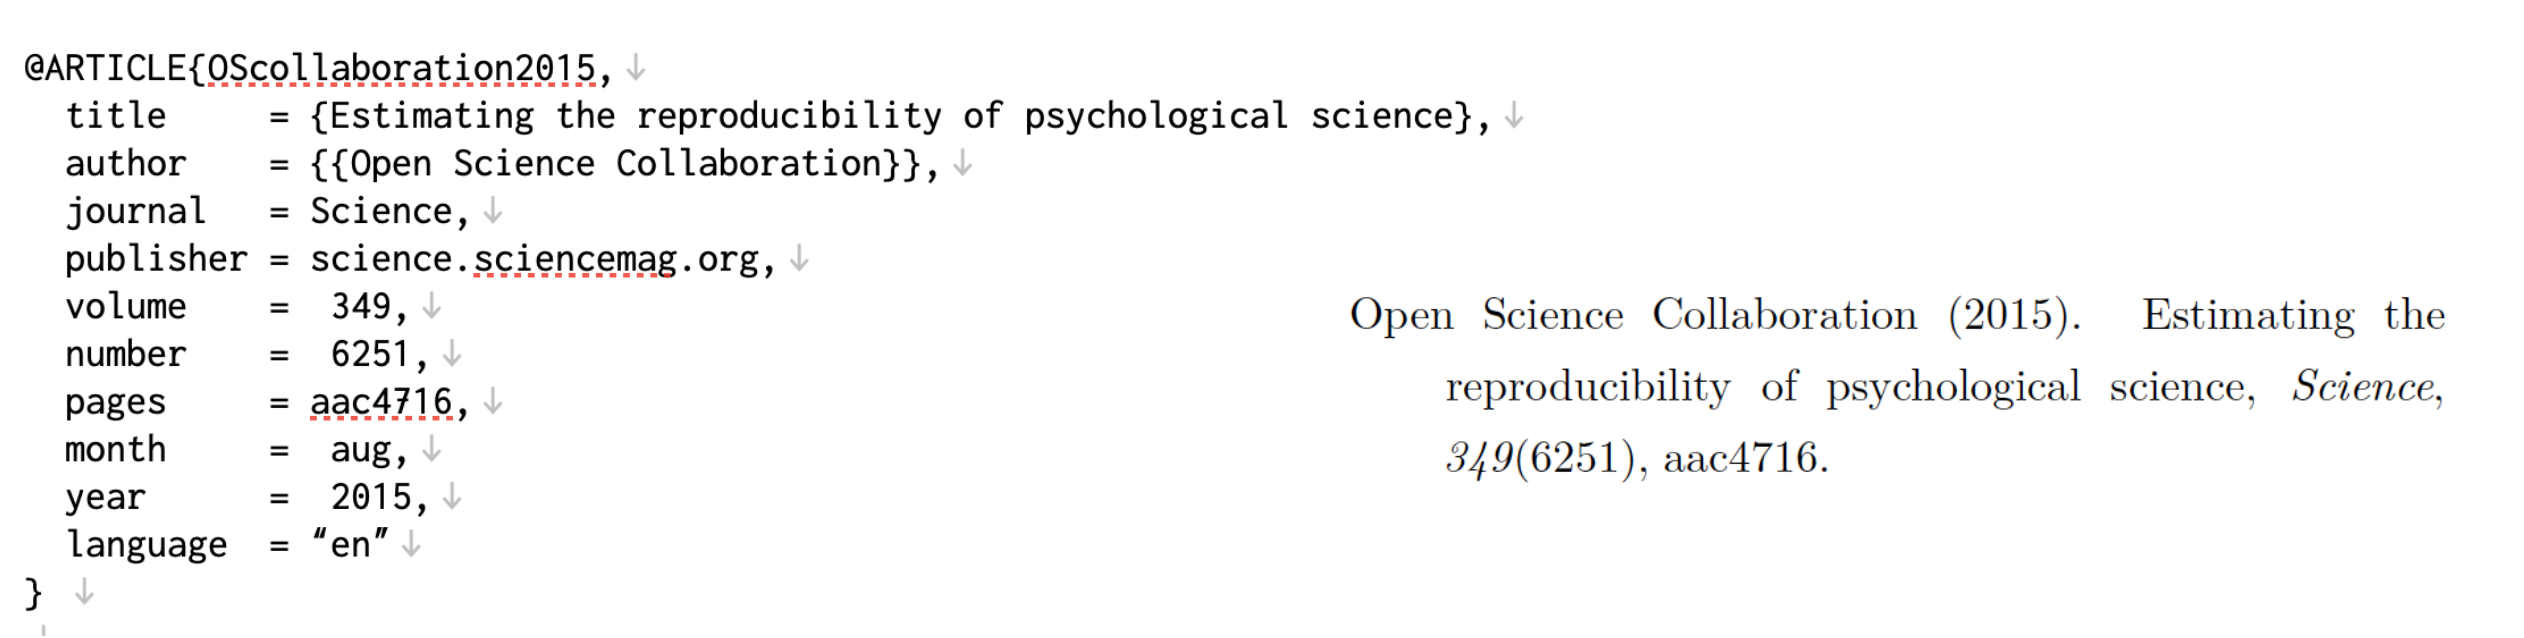 @ARTICLE{OScollaboration2015,↓
title = {Estimating the reproducibility of psychological science},↓
author = {{Open Science Collaboration}},↓
journal = Science,↓
publisher = science.sciencemag.org,↓
volume = 349,↓
number = 6251,↓
pages = aac4716,↓
month = aug,↓
year = 2015,↓
language = “en”↓
} ↓
Open Science Collaboration (2015). Estimating the
reproducibility of psychological science, Science,
349(6251), aac4716.